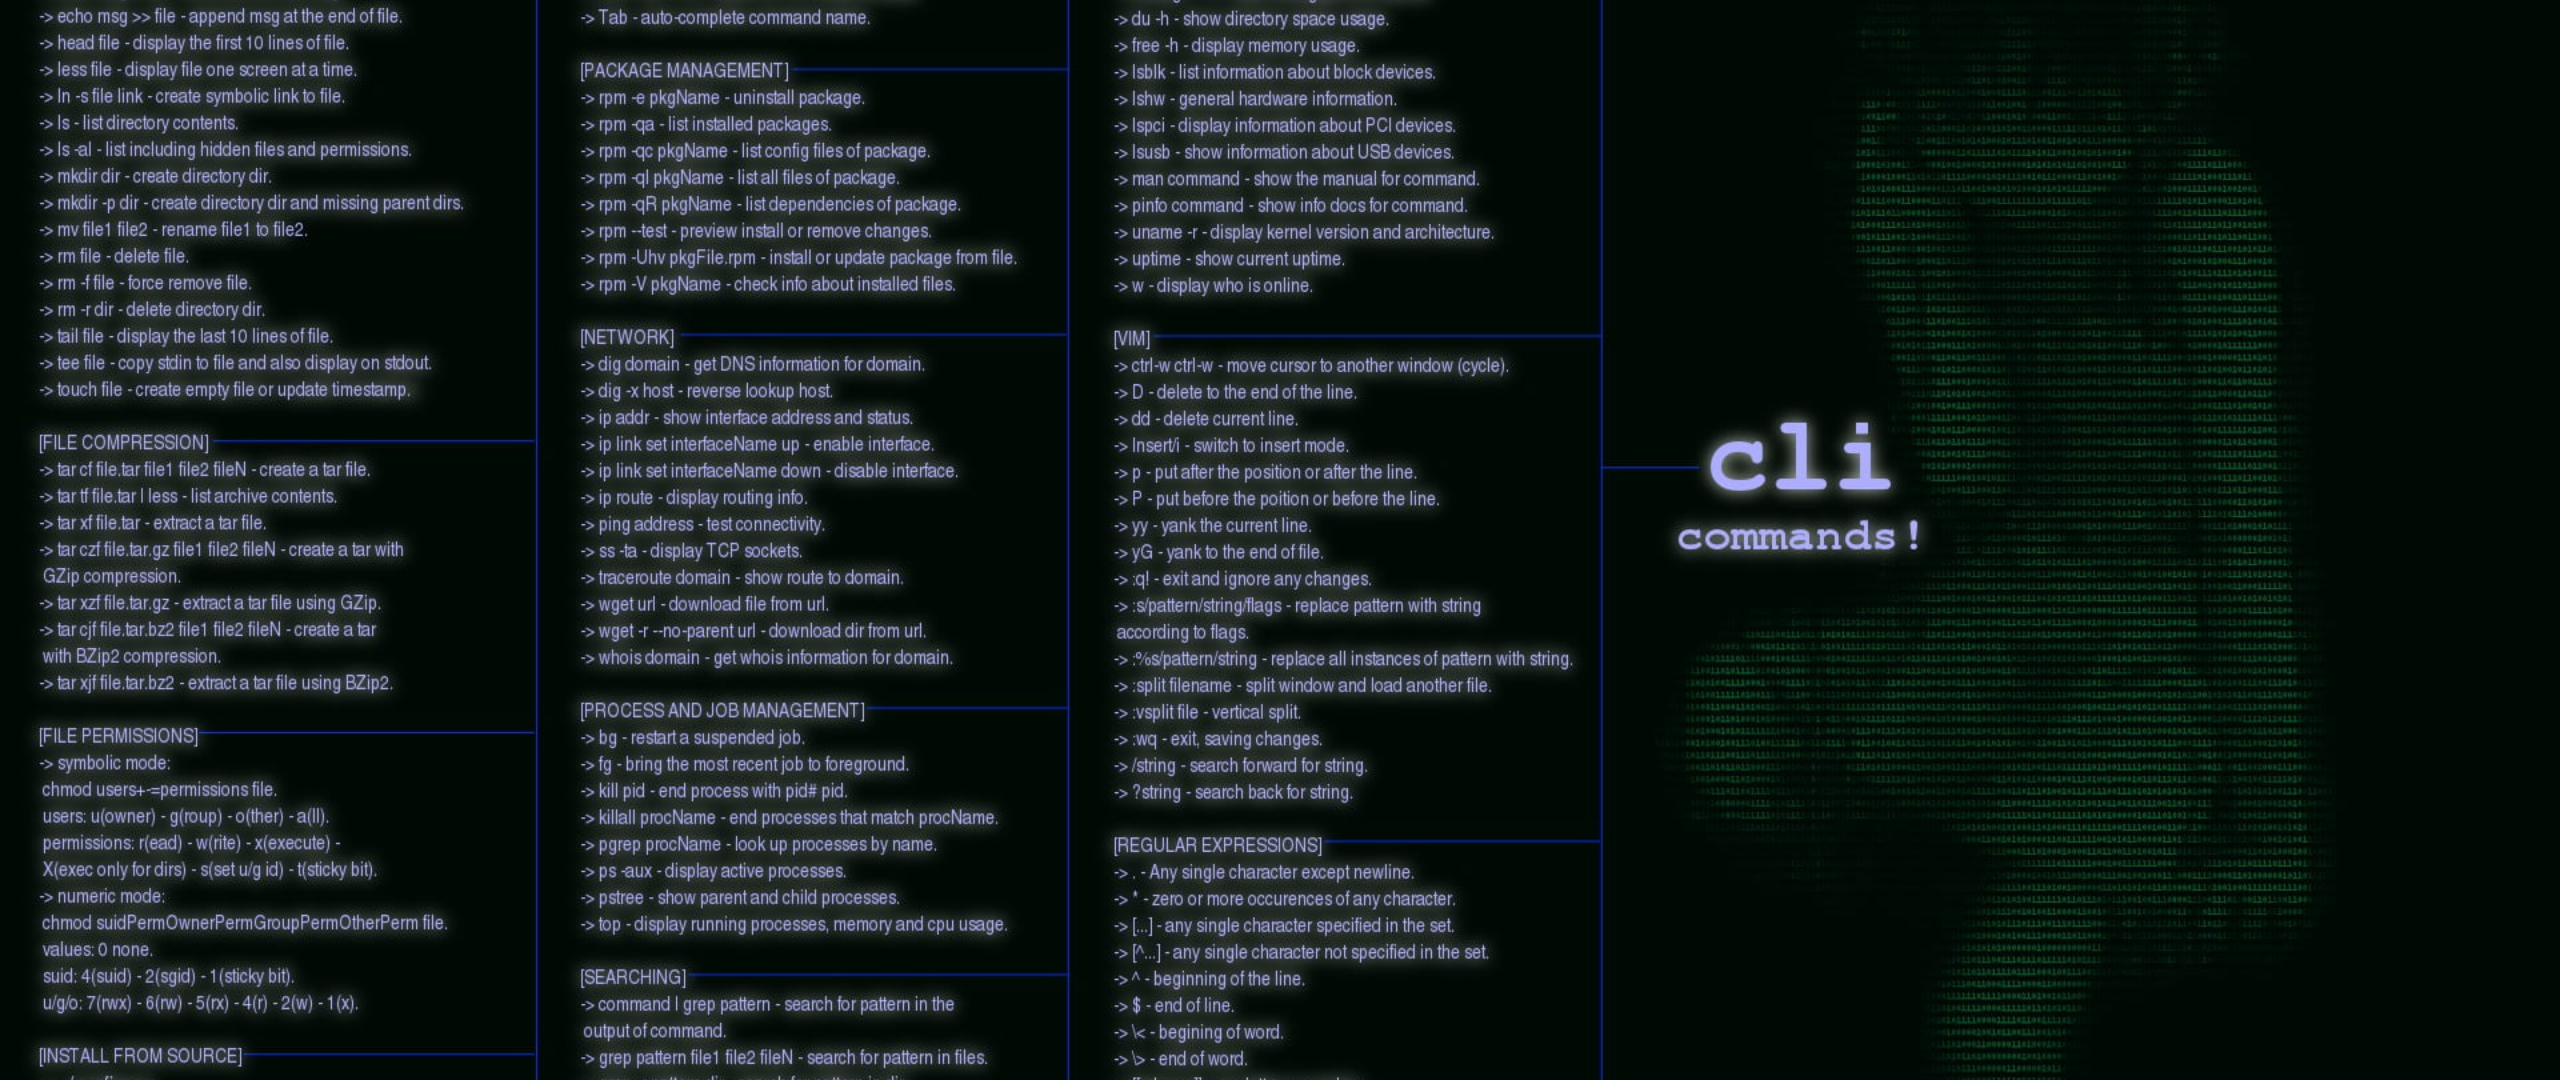 -> echo msg >> file - append msg at the end of file.
-> head file - display the first 10 lines of file.
-> less file - display file one screen at a time.
-> ln -s file link - create symbolic link to file.
-> ls - list directory contents.
-> ls -al - list including hidden files and permissions.
-> mkdir dir - create directory dir.
-> mkdir -p dir - create directory dir and missing parent dirs.
-> mv file1 file2 - rename file1 to file2.
-> rm file - delete file.
-> rm -f file - force remove file.
-> rm -r dir - delete directory dir.
-> tail file - display the last 10 lines of file.
-> tee file - copy stdin to file and also display on stdout.
-> touch file - create empty file or update timestamp.
[FILE COMPRESSION]
-> tar cf file.tar file1 file2 fileN - create a tar file.
-> tar tf file.tar | less - list archive contents.
-> tar xf file.tar - extract a tar file.
-> tar czf file.tar.gz file1 file2 fileN - create a tar with
GZip compression.
-> tar xzf file.tar.gz - extract a tar file using GZip.
-> tar cjf file.tar.bz2 file1 file2 fileN - create a tar
with BZip2 compression.
-> tar xjf file.tar.bz2 - extract a tar file using BZip2.
[FILE PERMISSIONS]
-> symbolic mode:
chmod users+-=permissions file.
users: u(owner) - g(roup) - o(ther) - a(ll).
permissions: r(ead) - w(rite) - x(execute) -
X(exec only for dirs) - s(set u/g id) - t(sticky bit).
-> numeric mode:
chmod suidPermOwnerPermGroupPermOtherPerm file.
values: 0 none.
suid: 4(suid) - 2(sgid) - 1(sticky bit).
u/g/o: 7(rwx) - 6(rw) - 5(rx) - 4(r) - 2(w) - 1(x).
[INSTALL FROM SOURCE]
-> Tab - auto-complete command name.
[PACKAGE MANAGEMENT]
-> rpm -e pkgName - uninstall package.
-> rpm -qa - list installed packages.
-> rpm -qc pkgName - list config files of package.
-> rpm -ql pkgName - list all files of package.
-> rpm -qR pkgName - list dependencies of package.
-> rpm --test - preview install or remove changes.
-> rpm -Uhv pkgFile.rpm - install or update package from file.
-> rpm -V pkgName - check info about installed files.
[NETWORK]
-> dig domain - get DNS information for domain.
-> dig -x host - reverse lookup host.
-> ip addr - show interface address and status.
-> ip link set interfaceName up - enable interface.
-> ip link set interfaceName down - disable interface.
-> ip route - display routing info.
-> ping address - test connectivity.
-> ss -ta - display TCP sockets.
-> traceroute domain - show route to domain.
-> wget url - download file from url.
-> wget -r --no-parent url - download dir from url.
-> whois domain - get whois information for domain.
[PROCESS AND JOB MANAGEMENT]
-> bg - restart a suspended job.
-> fg - bring the most recent job to foreground.
-> kill pid - end process with pid# pid.
-> killall procName - end processes that match procName.
-> pgrep procName - look up processes by name.
-> ps -aux - display active processes.
-> pstree - show parent and child processes.
-> top - display running processes, memory and cpu usage.
[SEARCHING]
-> command | grep pattern - search for pattern in the
output of command.
-> grep pattern file1 file2 fileN - search for pattern in files.
-> du -h - show directory space usage.
-> free -h - display memory usage.
-> lsblk - list information about block devices.
-> lshw - general hardware information.
-> lspci - display information about PCI devices.
-> lsusb - show information about USB devices.
-> man command - show the manual for command.
-> pinfo command - show info docs for command.
-> uname -r - display kernel version and architecture.
-> uptime - show current uptime.
-> w - display who is online.
[VIM]
-> ctrl-w ctrl-w - move cursor to another window (cycle).
-> D - delete to the end of the line.
-> dd - delete current line.
-> Insert/i - switch to insert mode.
-> p - put after the position or after the line.
-> P - put before the poition or before the line.
-> yy - yank the current line.
-> yG - yank to the end of file.
-> :q! - exit and ignore any changes.
-> :s/pattern/string/flags - replace pattern with string
according to flags.
-> :%s/pattern/string - replace all instances of pattern with string.
-> :split filename - split window and load another file.
-> :vsplit file - vertical split.
-> :wq - exit, saving changes.
-> /string - search forward for string.
-> ?string - search back for string.
[REGULAR EXPRESSIONS]
-> . - Any single character except newline.
-> * - zero or more occurences of any character.
-> [...] - any single character specified in the set.
-> [^...] - any single character not specified in the set.
-> ^ - beginning of the line.
-> $ - end of line.
-> \< - begining of word.
-> \> - end of word.
cli
commands!